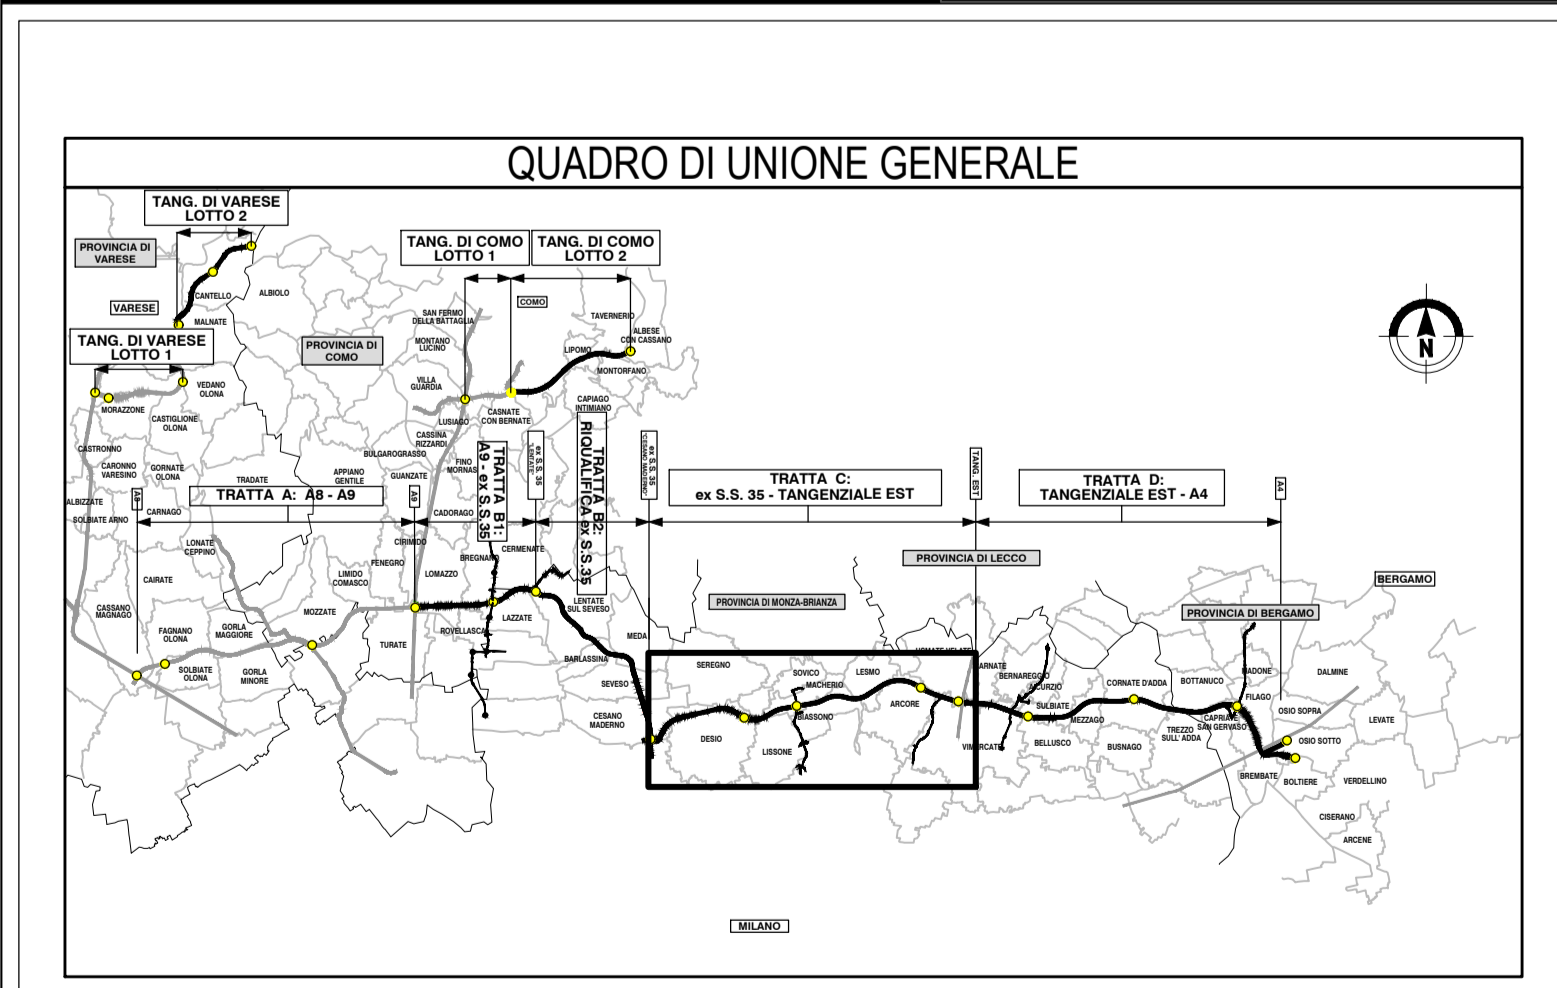 QUADRO DI UNIONE GENERALE
TANG. DI VARESE
LOTTO 2
PROVINCIA DI
VARESE
TANG. DI COMO
LOTTO 1
TANG. DI COMO
LOTTO 2
CANTELLO
ALBIOLO
VARESE
MALNATE
COMO
SAN FERMO
DELLA BATTAGLIA
TAVERNERIO
ALBESE
CON CASSANO
TANG. DI VARESE
LOTTO 1
PROVINCIA DI
COMO
MONTANO
LUCINO
LIPOMO
MONTORFANO
N
VEDANO
OLONA
VILLA
GUARDIA
MORAZZONE
CASTIGLIONE
OLONA
LUSIAGO
CASNATE
CON BERNATE
CAPIAGO
INTIMIANO
CASSINA
RIZZARDI
CASTRONNO
BULGAROGRASSO
CARONNO
VARESINO
GORNATE
OLONA
TRADATE
APPIANO
GENTILE
GUANZATE
FINO
MORNAS
TRATTA B1:
A9 - ex S.S.35
ex S.S. 35
"LENTATE"
TRATTA B2:
RIQUALIFICA ex S.S.35
ex S.S. 35
"CESANO MADERNO"
TRATTA C:
ex S.S. 35 - TANGENZIALE EST
TANG. EST
TRATTA D:
TANGENZIALE EST - A4
A4
ALBIZZATE
A8
TRATTA A: A8 - A9
A9
SOLBIATE ARNO
CARNAGO
CADORAGO
LONATE
CEPPINO
CIRIMIDO
CERMENATE
BREGNANO
FENEGRO
PROVINCIA DI LECCO
CAIRATE
LIMIDO
COMASCO
LOMAZZO
BERGAMO
CASSANO
MAGNAGO
MOZZATE
LAZZATE
LENTATE
SUL SEVESO
PROVINCIA DI MONZA-BRIANZA
PROVINCIA DI BERGAMO
FAGNANO
OLONA
GORLA
MAGGIORE
ROVELLASCA
TURATE
MEDA
SOLBIATE
OLONA
GORLA
MINORE
BARLASSINA
SEREGNO
SOVICO
LESMO
USMATE VELATE
ARNATE
BERNAREGGIO
MADONE
DALMINE
SEVESO
MACHERIO
AICURZIO
CORNATE D'ADDA
BOTTANUCO
FILAGO
CESANO
MADERNO
BIASSONO
ARCORE
SULBIATE
MEZZAGO
CAPRIATE
SAN GERVASO
OSIO SOPRA
LEVATE
DESIO
LISSONE
VIMERCATE
BELLUSCO
BUSNAGO
TREZZO
SULL' ADDA
OSIO SOTTO
BREMBATE
BOLTIERE
VERDELLINO
CISERANO
ARCENE
MILANO